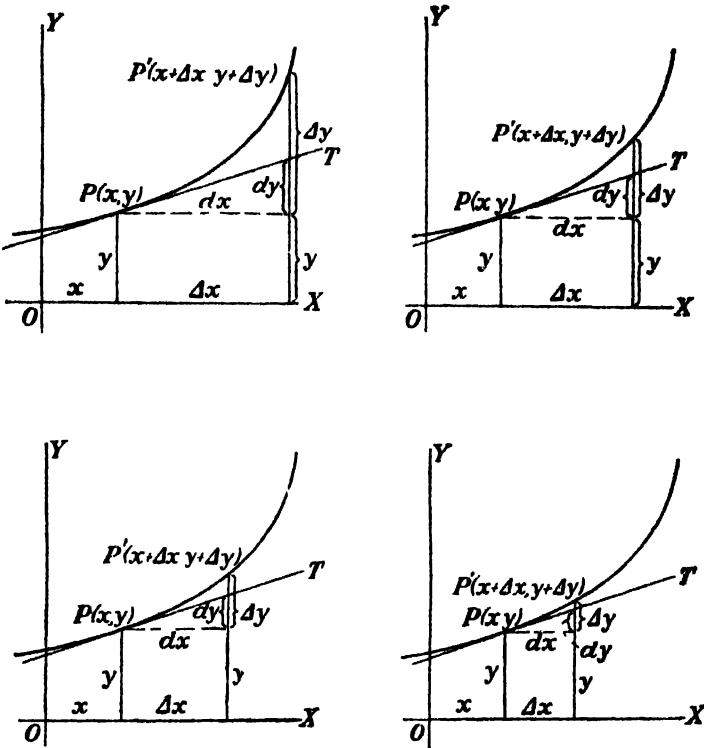 Y
P'(x+Δx y+Δy)
Δy
T
P(x,y)
dy
dx
y
y
x
Δx
X
O
Y
P'(x+Δx,y+Δy)
T
P(x y)
dy
Δy
dx
y
y
x
Δx
X
O
Y
P'(x+Δx y+Δy)
T
P(x,y)
dy
Δy
dx
y
y
x
Δx
X
O
Y
T
P'(x+Δx,y+Δy)
P(x y)
Δy
dx
dy
y
y
x
Δx
X
O